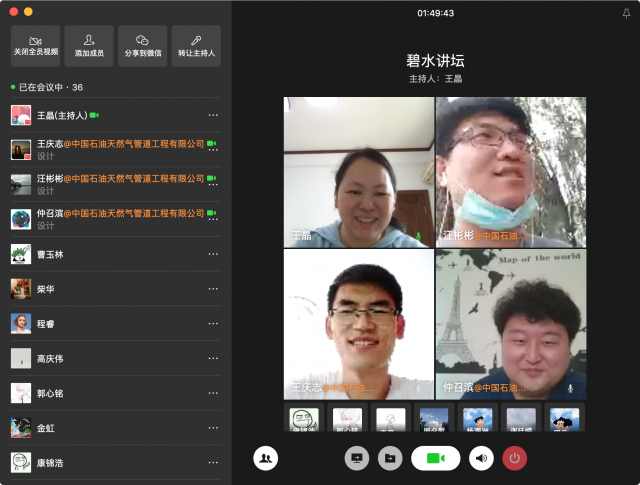 01:49:43
关闭全员视频
添加成员
分享到微信
转让主持人
已在会议中 · 36
王晶(主持人)
王庆志@中国石油天然气管道工程有限公司
设计
汪彬彬@中国石油天然气管道工程有限公司
设计
仲召滨@中国石油天然气管道工程有限公司
设计
曹玉林
柴华
程睿
高庆伟
郭心铭
金虹
康锦浩
碧水讲坛
主持人：王晶
王晶
汪彬彬@中国石油...
王庆志@中国石油...
Map of the world
仲召滨@中国石油...
康锦浩
郭心铭